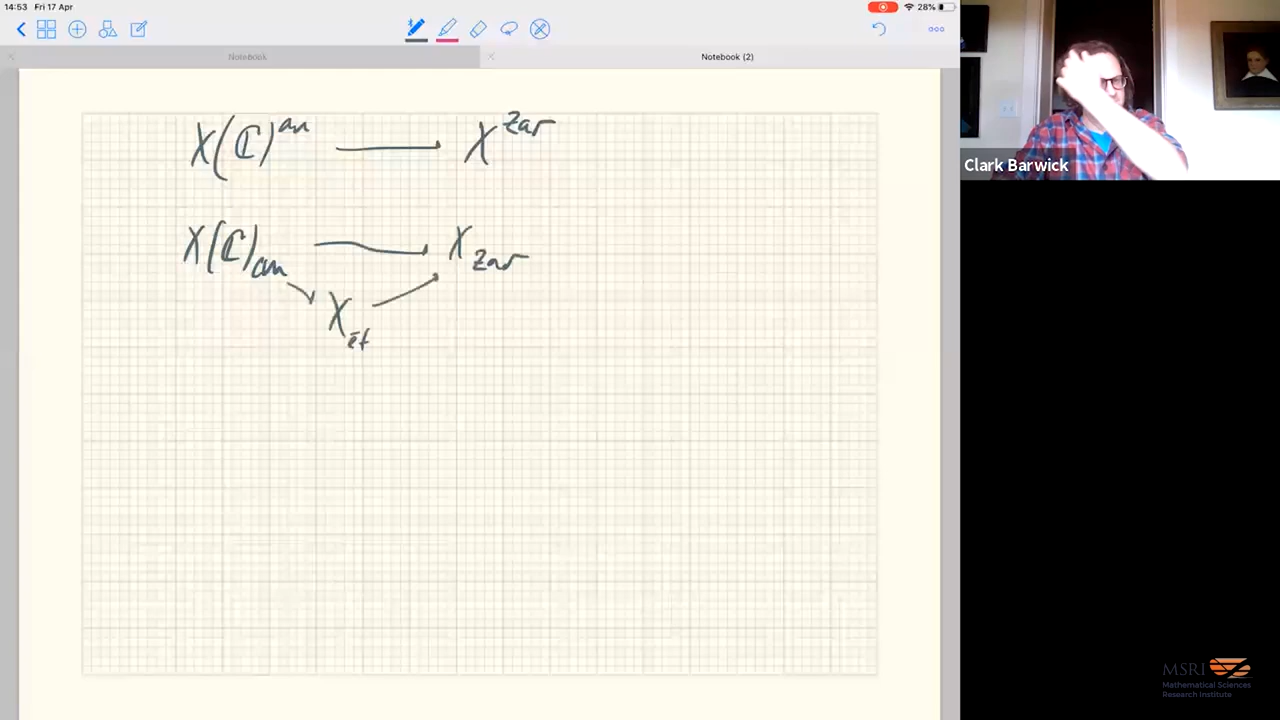 14:53 Fri 17 Apr 28%
Notebook
Notebook (2)
X(ℂ)^an ⟶ X^Zar
X(ℂ)_an ⟶ X_Zar
X_ét
Clark Barwick
MSRI
Mathematical Sciences
Research Institute